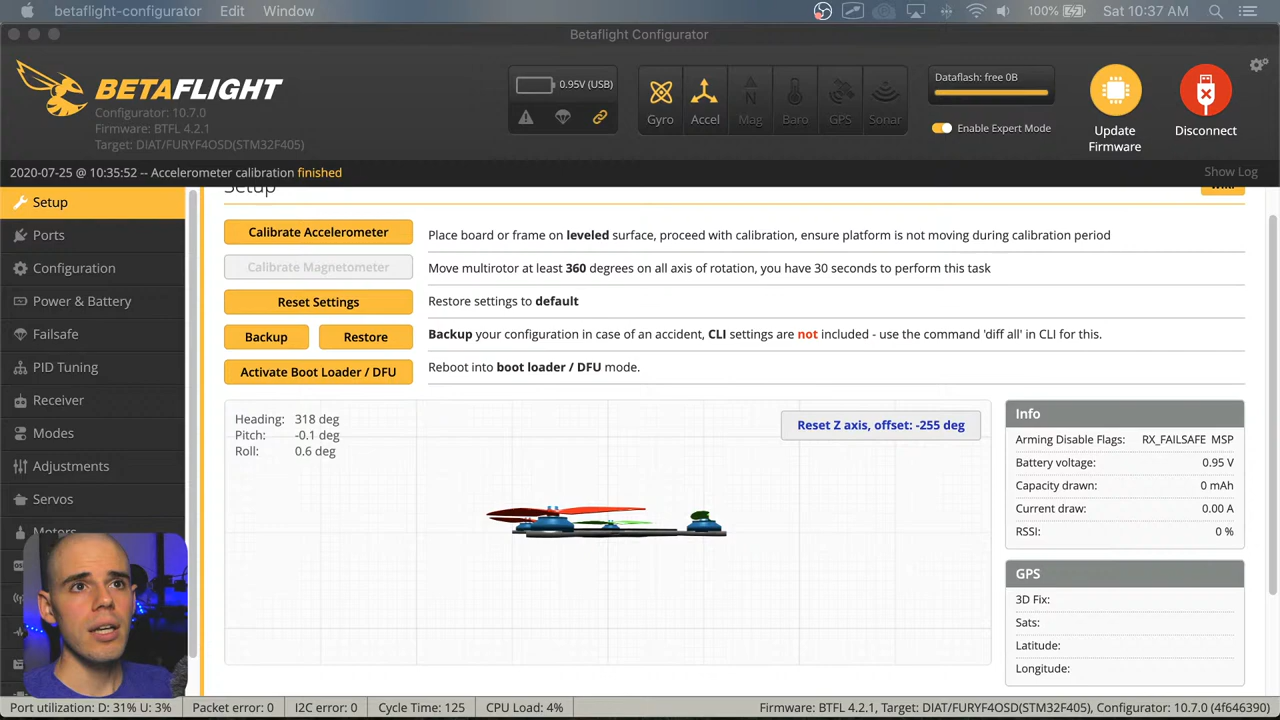 betaflight-configurator Edit Window 100% Sat 10:37 AM
Betaflight Configurator
BETAFLIGHT
Configurator: 10.7.0
Firmware: BTFL 4.2.1
Target: DIAT/FURYF4OSD(STM32F405)
0.95V (USB)
Gyro Accel Mag Baro GPS Sonar
Dataflash: free 0B
Enable Expert Mode
Update Firmware
Disconnect
2020-07-25 @ 10:35:52 -- Accelerometer calibration finished
Show Log
Setup
Ports
Configuration
Power & Battery
Failsafe
PID Tuning
Receiver
Modes
Adjustments
Servos
Motors
Setup
Calibrate Accelerometer
Place board or frame on leveled surface, proceed with calibration, ensure platform is not moving during calibration period
Calibrate Magnetometer
Move multirotor at least 360 degrees on all axis of rotation, you have 30 seconds to perform this task
Reset Settings
Restore settings to default
Backup Restore
Backup your configuration in case of an accident, CLI settings are not included - use the command 'diff all' in CLI for this.
Activate Boot Loader / DFU
Reboot into boot loader / DFU mode.
Heading: 318 deg
Pitch: -0.1 deg
Roll: 0.6 deg
Reset Z axis, offset: -255 deg
Info
Arming Disable Flags: RX_FAILSAFE MSP
Battery voltage: 0.95 V
Capacity drawn: 0 mAh
Current draw: 0.00 A
RSSI: 0 %
GPS
3D Fix:
Sats:
Latitude:
Longitude:
Port utilization: D: 31% U: 3% Packet error: 0 I2C error: 0 Cycle Time: 125 CPU Load: 4% Firmware: BTFL 4.2.1, Target: DIAT/FURYF4OSD(STM32F405), Configurator: 10.7.0 (4f646390)